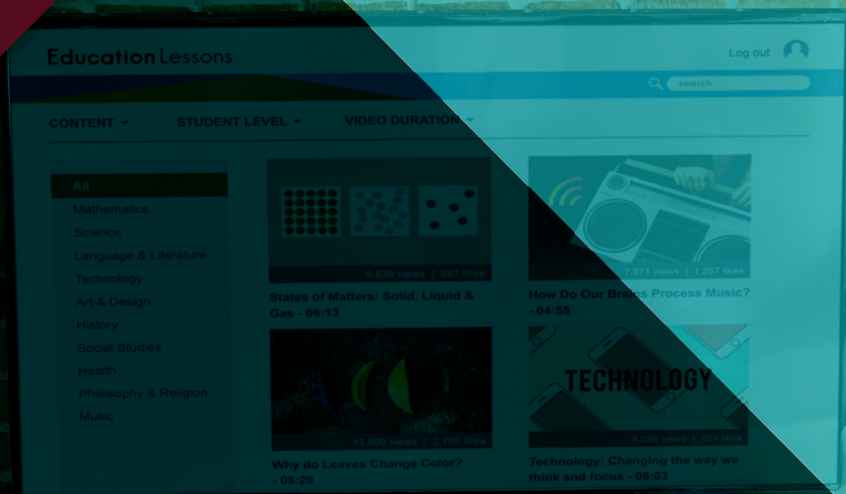 Education Lessons
Log out
search
CONTENT
STUDENT LEVEL
VIDEO DURATION
All
Mathematics
Science
Language & Literature
Technology
Art & Design
History
Social Studies
Health
Philosophy & Religion
Music
5,639 views | 957 likes
States of Matters: Solid, Liquid &
Gas - 06:13
7,971 views | 1,287 likes
How Do Our Brains Process Music?
- 04:55
13,809 views | 2,782 likes
Why do Leaves Change Color?
- 05:29
TECHNOLOGY
4,039 views | 751 likes
Technology: Changing the way we
think and focus - 05:03